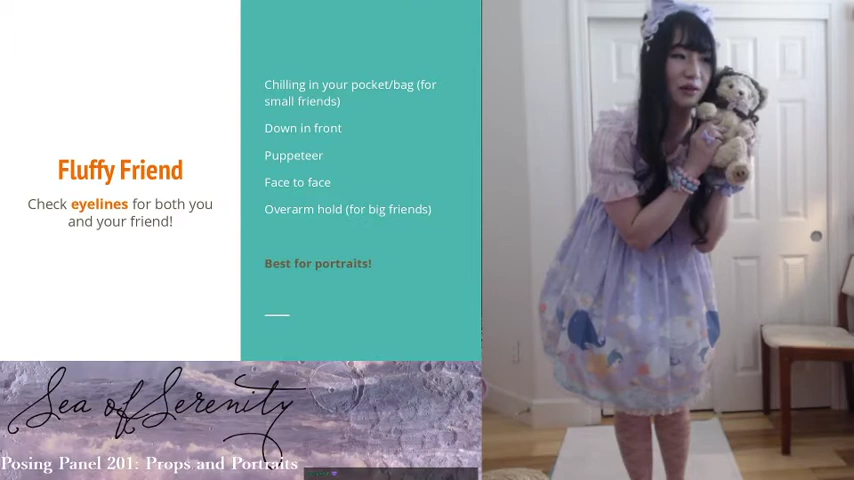 Fluffy Friend
Check eyelines for both you
and your friend!
Chilling in your pocket/bag (for
small friends)
Down in front
Puppeteer
Face to face
Overarm hold (for big friends)
Best for portraits!
Sea of Serenity
Posing Panel 201: Props and Portraits